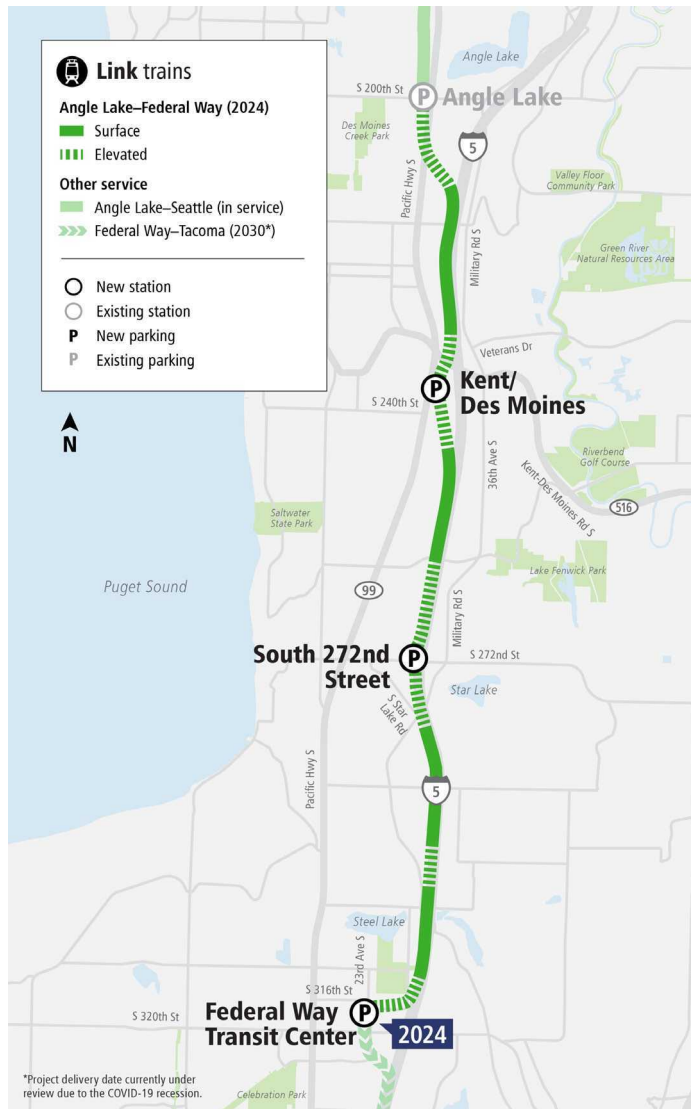 Link trains
Angle Lake–Federal Way (2024)
Surface
Elevated
Other service
Angle Lake–Seattle (in service)
Federal Way–Tacoma (2030*)
New station
Existing station
P New parking
P Existing parking
N
Angle Lake
S 200th St
P Angle Lake
Des Moines
Creek Park
5
Pacific Hwy S
Valley Floor
Community Park
Military Rd S
Green River
Natural Resources Area
Veterans Dr
P Kent/
Des Moines
S 240th St
36th Ave S
Riverbend
Golf Course
Kent-Des Moines Rd S
516
Saltwater
State Park
Lake Fenwick Park
Puget Sound
99
Military Rd S
South 272nd
Street
P
S 272nd St
Star Lake
S Star
Lake Rd
Pacific Hwy S
5
Steel Lake
23rd Ave S
S 316th St
S 320th St
Federal Way
Transit Center
P
2024
*Project delivery date currently under
review due to the COVID-19 recession.
Celebration Park